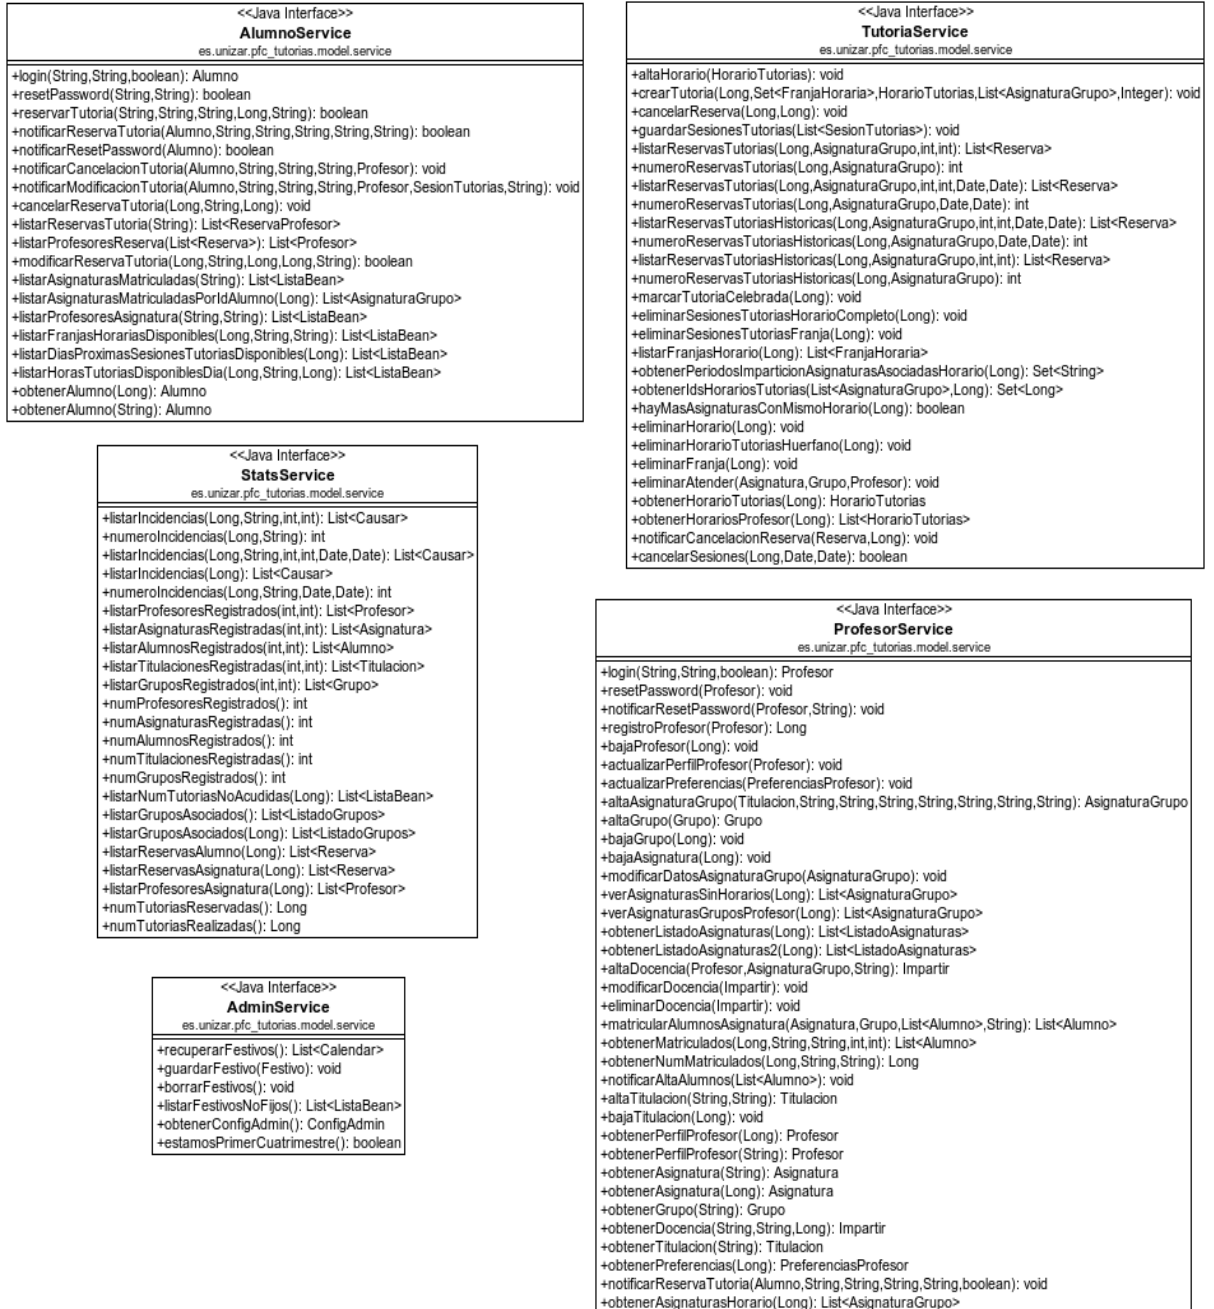 <<Java Interface>>
AlumnoService
es.unizar.pfc_tutorias.model.service
+login(String,String,boolean): Alumno
+resetPassword(String,String): boolean
+reservarTutoria(String,String,String,Long,String): boolean
+notificarReservaTutoria(Alumno,String,String,String,String,String): boolean
+notificarResetPassword(Alumno): boolean
+notificarCancelacionTutoria(Alumno,String,String,String,Profesor): void
+notificarModificacionTutoria(Alumno,String,String,String,Profesor,SesionTutorias,String): void
+cancelarReservaTutoria(Long,String,Long): void
+listarReservasTutoria(String): List<ReservaProfesor>
+listarProfesoresReserva(List<Reserva>): List<Profesor>
+modificarReservaTutoria(Long,String,Long,Long,String): boolean
+listarAsignaturasMatriculadas(String): List<ListaBean>
+listarAsignaturasMatriculadasPorIdAlumno(Long): List<AsignaturaGrupo>
+listarProfesoresAsignatura(String,String): List<ListaBean>
+listarFranjasHorariasDisponibles(Long,String,String): List<ListaBean>
+listarDiasProximasSesionesTutoriasDisponibles(Long): List<ListaBean>
+listarHorasTutoriasDisponiblesDia(Long,String,Long): List<ListaBean>
+obtenerAlumno(Long): Alumno
+obtenerAlumno(String): Alumno
<<Java Interface>>
TutoriaService
es.unizar.pfc_tutorias.model.service
+altaHorario(HorarioTutorias): void
+crearTutoria(Long,Set<FranjaHoraria>,HorarioTutorias,List<AsignaturaGrupo>,Integer): void
+cancelarReserva(Long,Long): void
+guardarSesionesTutorias(List<SesionTutorias>): void
+listarReservasTutorias(Long,AsignaturaGrupo,int,int): List<Reserva>
+numeroReservasTutorias(Long,AsignaturaGrupo): int
+listarReservasTutorias(Long,AsignaturaGrupo,int,int,Date,Date): List<Reserva>
+numeroReservasTutorias(Long,AsignaturaGrupo,Date,Date): int
+listarReservasTutoriasHistoricas(Long,AsignaturaGrupo,int,int,Date,Date): List<Reserva>
+numeroReservasTutoriasHistoricas(Long,AsignaturaGrupo,Date,Date): int
+listarReservasTutoriasHistoricas(Long,AsignaturaGrupo,int,int): List<Reserva>
+numeroReservasTutoriasHistoricas(Long,AsignaturaGrupo): int
+marcarTutoriaCelebrada(Long): void
+eliminarSesionesTutoriasHorarioCompleto(Long): void
+eliminarSesionesTutoriasFranja(Long): void
+listarFranjasHorario(Long): List<FranjaHoraria>
+obtenerPeriodosImparticionAsignaturasAsociadasHorario(Long): Set<String>
+obtenerIdsHorariosTutorias(List<AsignaturaGrupo>,Long): Set<Long>
+hayMasAsignaturasConMismoHorario(Long): boolean
+eliminarHorario(Long): void
+eliminarHorarioTutoriasHuerfano(Long): void
+eliminarFranja(Long): void
+eliminarAtender(Asignatura,Grupo,Profesor): void
+obtenerHorarioTutorias(Long): HorarioTutorias
+obtenerHorariosProfesor(Long): List<HorarioTutorias>
+notificarCancelacionReserva(Reserva,Long): void
+cancelarSesiones(Long,Date,Date): boolean
<<Java Interface>>
StatsService
es.unizar.pfc_tutorias.model.service
+listarIncidencias(Long,String,int,int): List<Causar>
+numeroIncidencias(Long,String): int
+listarIncidencias(Long,String,int,int,Date,Date): List<Causar>
+listarIncidencias(Long): List<Causar>
+numeroIncidencias(Long,String,Date,Date): int
+listarProfesoresRegistrados(int,int): List<Profesor>
+listarAsignaturasRegistradas(int,int): List<Asignatura>
+listarAlumnosRegistrados(int,int): List<Alumno>
+listarTitulacionesRegistradas(int,int): List<Titulacion>
+listarGruposRegistrados(int,int): List<Grupo>
+numProfesoresRegistrados(): int
+numAsignaturasRegistradas(): int
+numAlumnosRegistrados(): int
+numTitulacionesRegistradas(): int
+numGruposRegistrados(): int
+listarNumTutoriasNoAcudidas(Long): List<ListaBean>
+listarGruposAsociados(): List<ListadoGrupos>
+listarGruposAsociados(Long): List<ListadoGrupos>
+listarReservasAlumno(Long): List<Reserva>
+listarReservasAsignatura(Long): List<Reserva>
+listarProfesoresAsignatura(Long): List<Profesor>
+numTutoriasReservadas(): Long
+numTutoriasRealizadas(): Long
<<Java Interface>>
AdminService
es.unizar.pfc_tutorias.model.service
+recuperarFestivos(): List<Calendar>
+guardarFestivo(Festivo): void
+borrarFestivos(): void
+listarFestivosNoFijos(): List<ListaBean>
+obtenerConfigAdmin(): ConfigAdmin
+estamosPrimerCuatrimestre(): boolean
<<Java Interface>>
ProfesorService
es.unizar.pfc_tutorias.model.service
+login(String,String,boolean): Profesor
+resetPassword(Profesor): void
+notificarResetPassword(Profesor,String): void
+registroProfesor(Profesor): Long
+bajaProfesor(Long): void
+actualizarPerfilProfesor(Profesor): void
+actualizarPreferencias(PreferenciasProfesor): void
+altaAsignaturaGrupo(Titulacion,String,String,String,String,String,String,String): AsignaturaGrupo
+altaGrupo(Grupo): Grupo
+bajaGrupo(Long): void
+bajaAsignatura(Long): void
+modificarDatosAsignaturaGrupo(AsignaturaGrupo): void
+verAsignaturasSinHorarios(Long): List<AsignaturaGrupo>
+verAsignaturasGruposProfesor(Long): List<AsignaturaGrupo>
+obtenerListadoAsignaturas(Long): List<ListadoAsignaturas>
+obtenerListadoAsignaturas2(Long): List<ListadoAsignaturas>
+altaDocencia(Profesor,AsignaturaGrupo,String): Impartir
+modificarDocencia(Impartir): void
+eliminarDocencia(Impartir): void
+matricularAlumnosAsignatura(Asignatura,Grupo,List<Alumno>,String): List<Alumno>
+obtenerMatriculados(Long,String,String,int,int): List<Alumno>
+obtenerNumMatriculados(Long,String,String): Long
+notificarAltaAlumnos(List<Alumno>): void
+altaTitulacion(String,String): Titulacion
+bajaTitulacion(Long): void
+obtenerPerfilProfesor(Long): Profesor
+obtenerPerfilProfesor(String): Profesor
+obtenerAsignatura(String): Asignatura
+obtenerAsignatura(Long): Asignatura
+obtenerGrupo(String): Grupo
+obtenerDocencia(String,String,Long): Impartir
+obtenerTitulacion(String): Titulacion
+obtenerPreferencias(Long): PreferenciasProfesor
+notificarReservaTutoria(Alumno,String,String,String,String,boolean): void
+obtenerAsignaturasHorario(Long): List<AsignaturaGrupo>